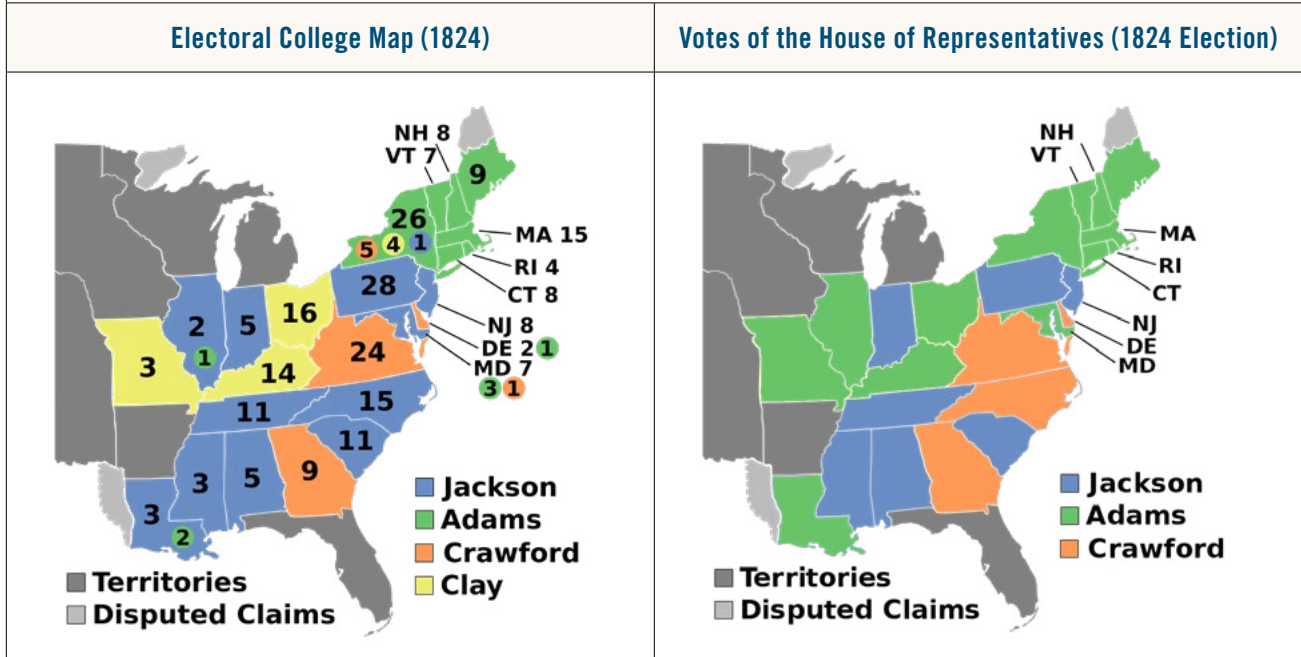 Electoral College Map (1824)
Votes of the House of Representatives (1824 Election)
NH 8
VT 7
9
26
5 4 1
MA 15
RI 4
CT 8
28
NJ 8
DE 2 1
MD 7
3 1
2
1
5
16
3
14
24
11
15
11
3
5
9
3
2
Jackson
Adams
Crawford
Clay
Territories
Disputed Claims
NH
VT
MA
RI
CT
NJ
DE
MD
Jackson
Adams
Crawford
Territories
Disputed Claims